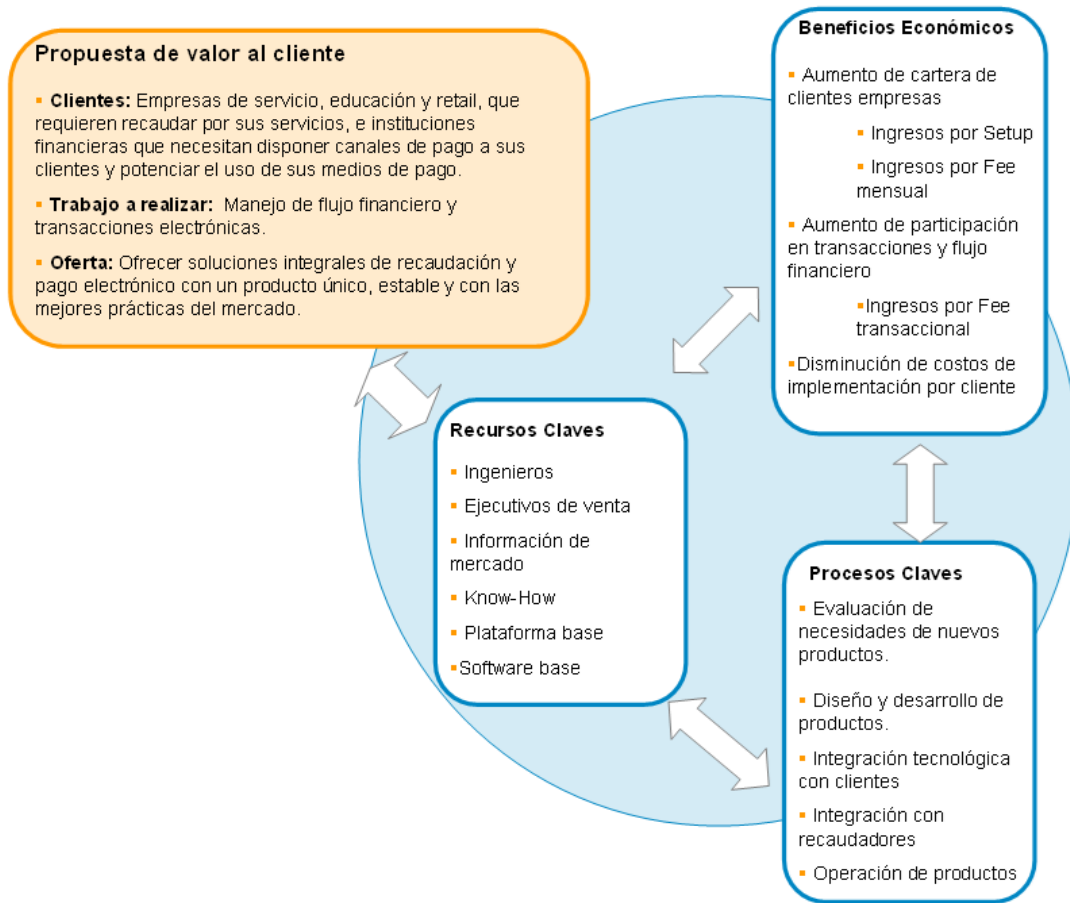 Propuesta de valor al cliente
▪ Clientes: Empresas de servicio, educación y retail, que
requieren recaudar por sus servicios, e instituciones
financieras que necesitan disponer canales de pago a sus
clientes y potenciar el uso de sus medios de pago.
▪ Trabajo a realizar: Manejo de flujo financiero y
transacciones electrónicas.
▪ Oferta: Ofrecer soluciones integrales de recaudación y
pago electrónico con un producto único, estable y con las
mejores prácticas del mercado.
Beneficios Económicos
▪ Aumento de cartera de
clientes empresas
▪ Ingresos por Setup
▪ Ingresos por Fee
mensual
▪ Aumento de participación
en transacciones y flujo
financiero
▪Ingresos por Fee
transaccional
▪Disminución de costos de
implementación por cliente
Recursos Claves
▪ Ingenieros
▪ Ejecutivos de venta
▪ Información de
mercado
▪ Know-How
▪ Plataforma base
▪Software base
Procesos Claves
▪ Evaluación de
necesidades de nuevos
productos.
▪ Diseño y desarrollo de
productos.
▪ Integración tecnológica
con clientes
▪ Integración con
recaudadores
▪ Operación de productos